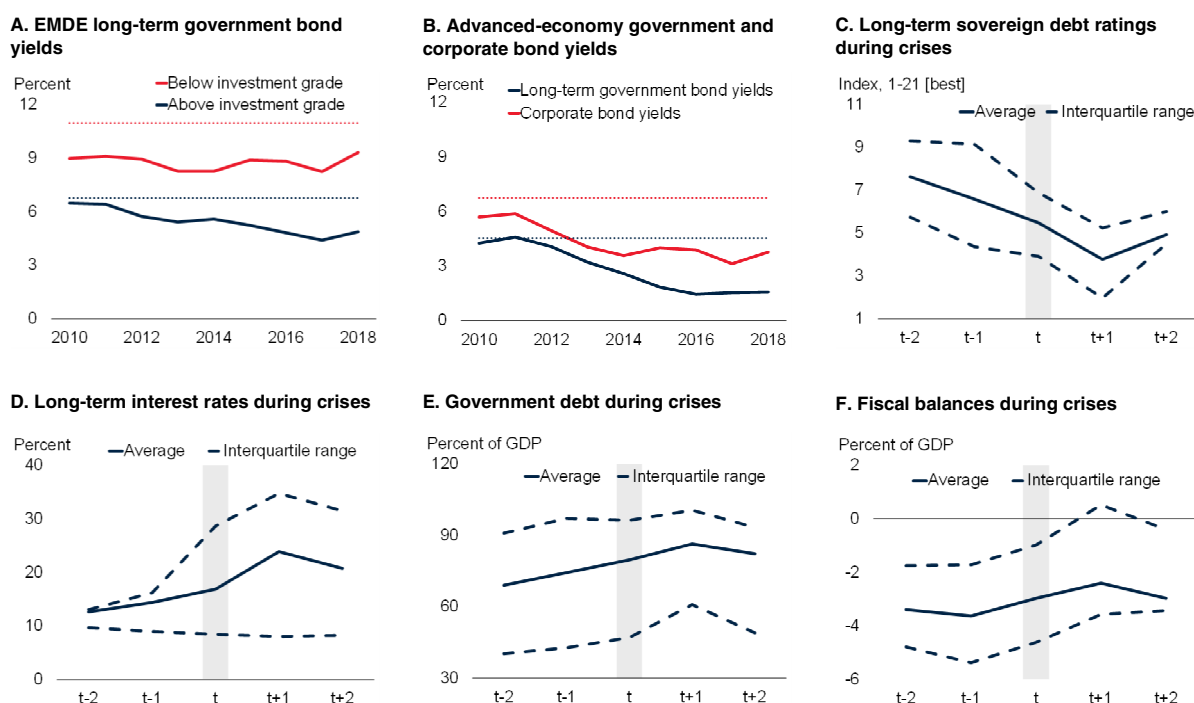 A. EMDE long-term government bond
yields
Percent
Below investment grade
Above investment grade
12
9
6
3
0
2010 2012 2014 2016 2018
B. Advanced-economy government and
corporate bond yields
Percent
Long-term government bond yields
Corporate bond yields
12
9
6
3
0
2010 2012 2014 2016 2018
C. Long-term sovereign debt ratings
during crises
Index, 1-21 [best]
Average Interquartile range
11
9
7
5
3
1
t-2 t-1 t t+1 t+2
D. Long-term interest rates during crises
Percent
Average Interquartile range
40
30
20
10
0
t-2 t-1 t t+1 t+2
E. Government debt during crises
Percent of GDP
Average Interquartile range
120
90
60
30
t-2 t-1 t t+1 t+2
F. Fiscal balances during crises
Percent of GDP
Average Interquartile range
2
0
-2
-4
-6
t-2 t-1 t t+1 t+2